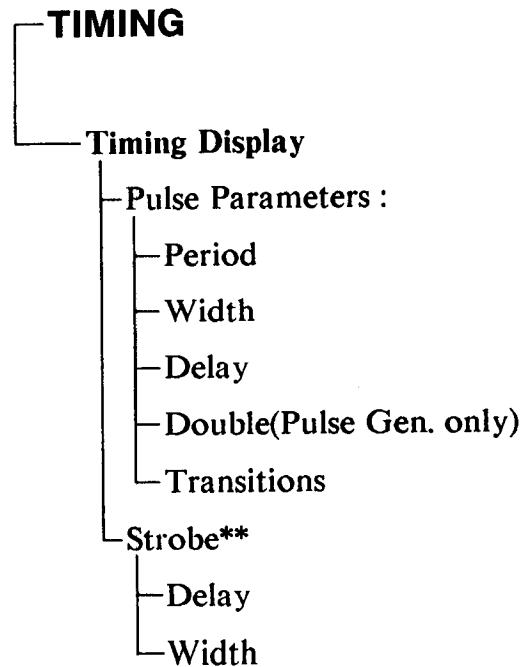 TIMING
Timing Display
Pulse Parameters :
Period
Width
Delay
Double(Pulse Gen. only)
Transitions
Strobe**
Delay
Width